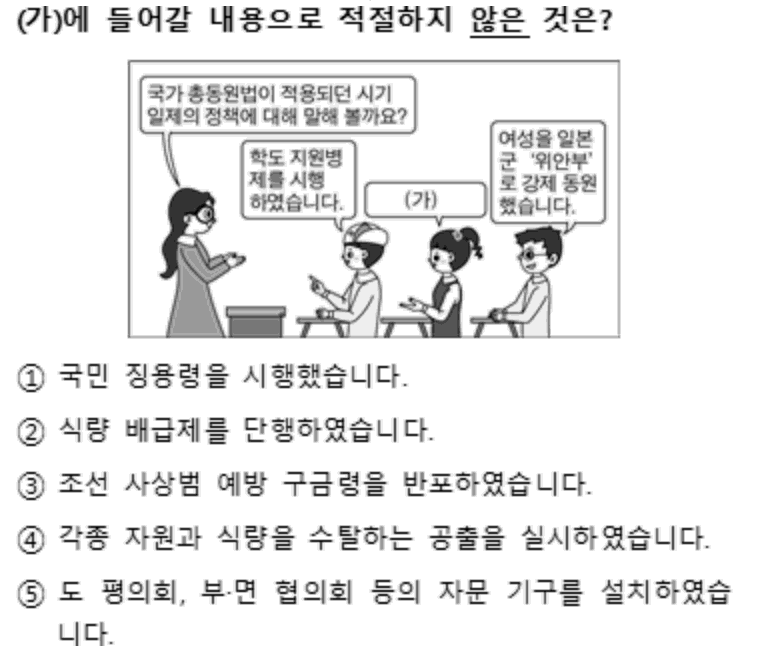 (가)에 들어갈 내용으로 적절하지 않은 것은?
국가 총동원법이 적용되던 시기
일제의 정책에 대해 말해 볼까요?
학도 지원병
제를 시행
하였습니다.
(가)
여성을 일본
군 '위안부'
로 강제 동원
했습니다.
① 국민 징용령을 시행했습니다.
② 식량 배급제를 단행하였습니다.
③ 조선 사상범 예방 구금령을 반포하였습니다.
④ 각종 자원과 식량을 수탈하는 공출을 실시하였습니다.
⑤ 도 평의회, 부·면 협의회 등의 자문 기구를 설치하였습
니다.